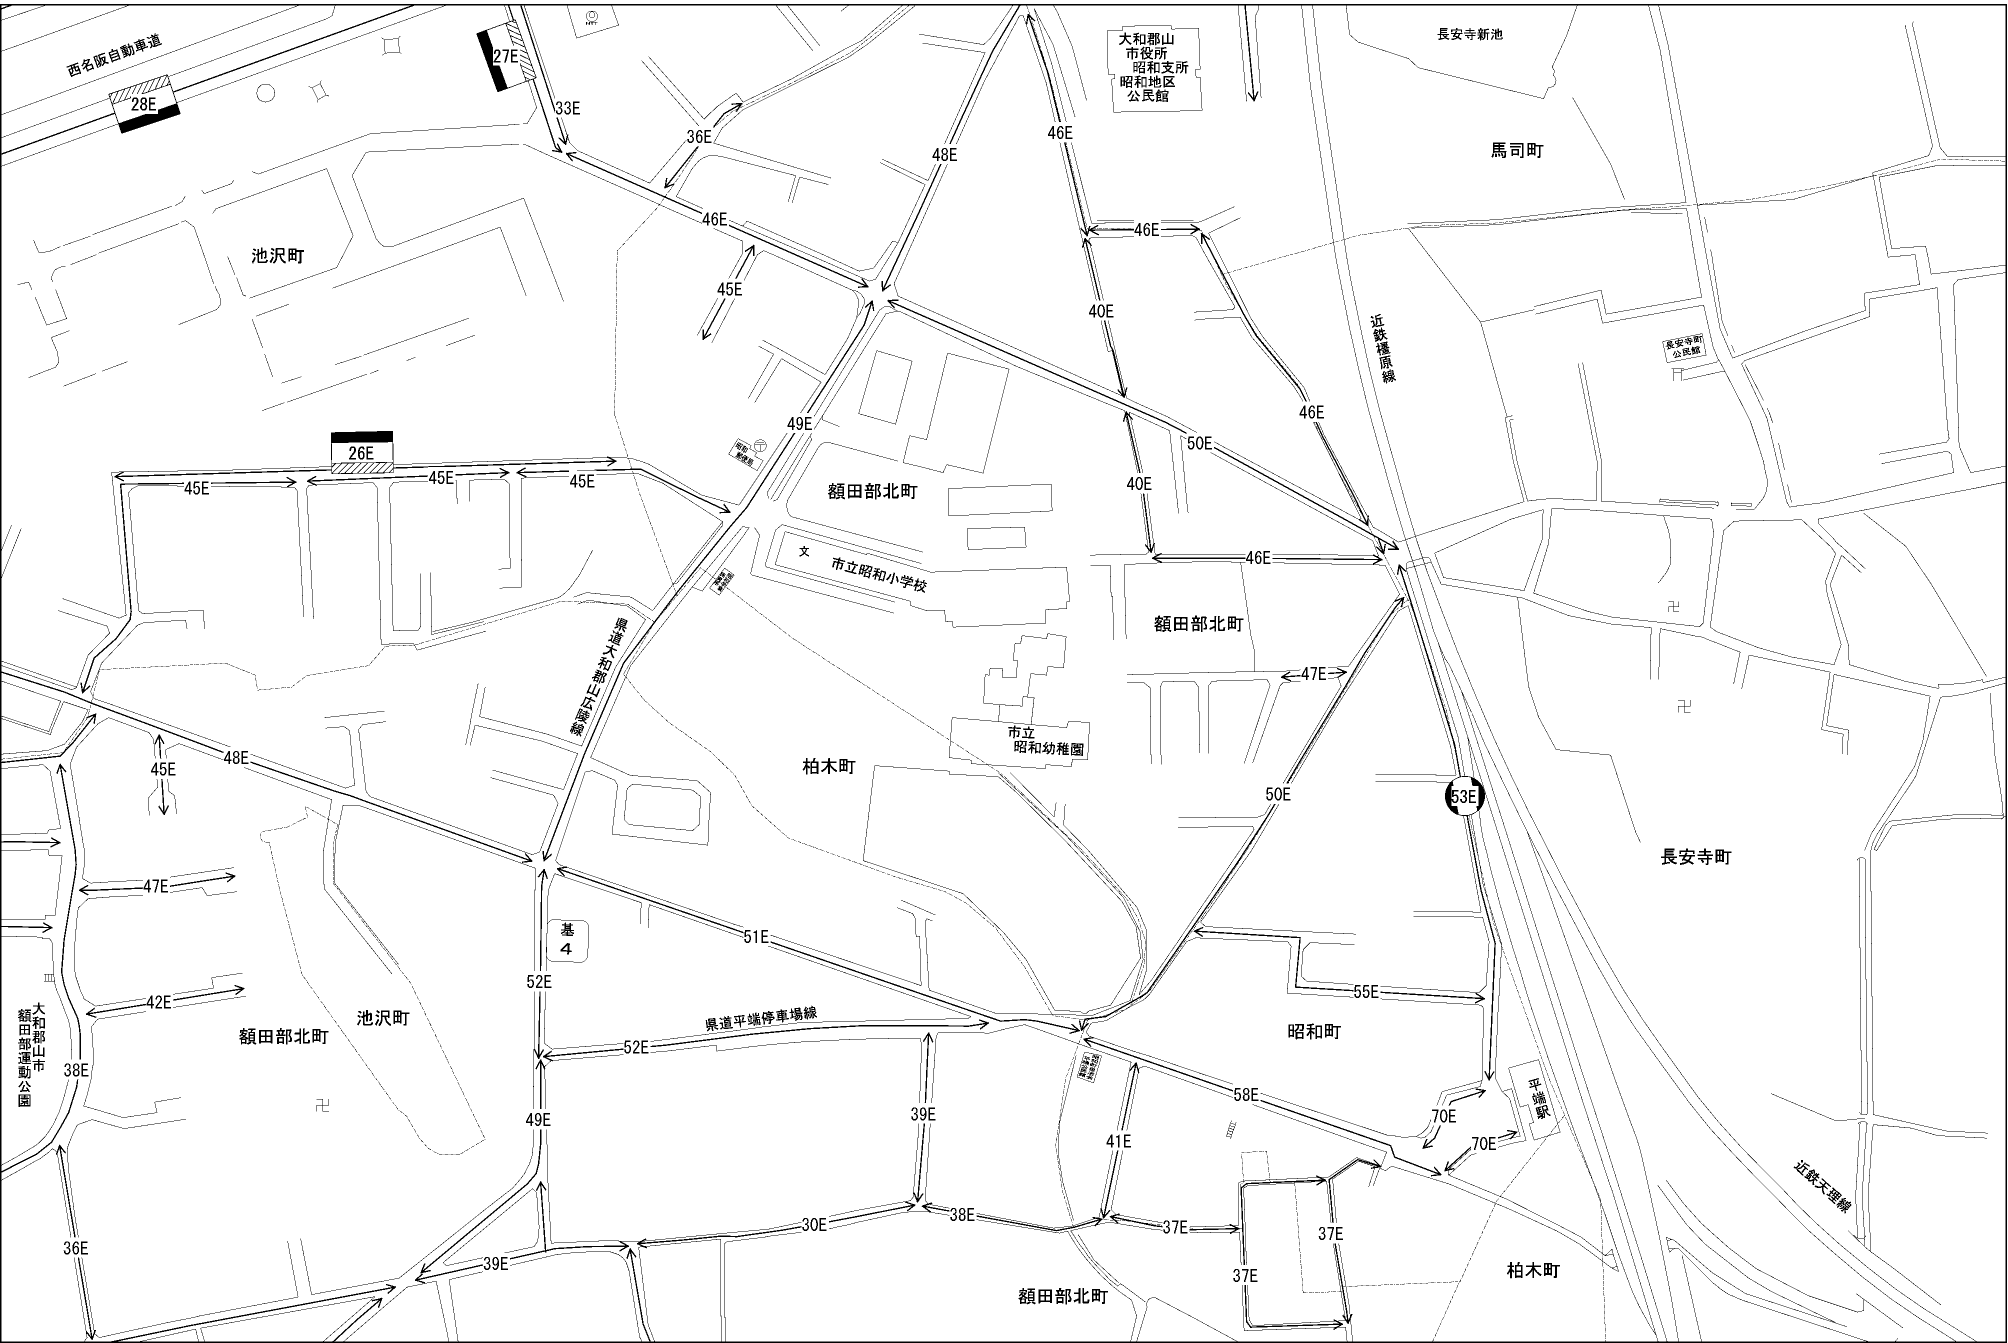 西名阪自動車道
NTT
大和郡山
市役所
昭和支所
昭和地区
公民館
長安寺新池
27E
28E
33E
36E
46E
48E
馬司町
46E
46E
池沢町
45E
40E
近鉄橿原線
長安寺町
公民館
46E
49E
50E
26E
昭和
郵便局
45E
45E
45E
額田部北町
40E
文
市立昭和小学校
46E
額田部北町
県道大和郡山広陵線
47E
48E
45E
市立
昭和幼稚園
柏木町
50E
53E
長安寺町
47E
基
4
51E
52E
42E
55E
大和郡山市
額田部運動公園
池沢町
額田部北町
県道平端停車場線
昭和町
52E
38E
58E
平端駅
39E
49E
41E
70E
70E
近鉄天理線
30E
38E
37E
37E
36E
39E
37E
柏木町
額田部北町